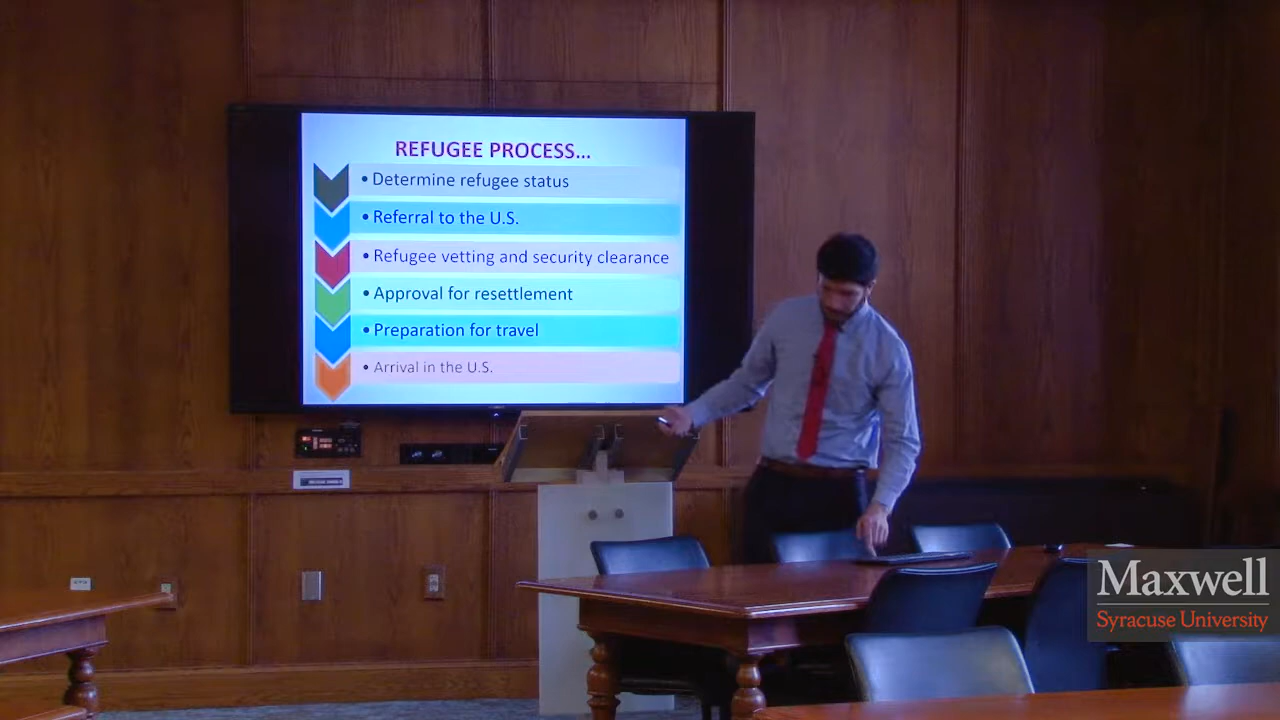 REFUGEE PROCESS...
• Determine refugee status
• Referral to the U.S.
• Refugee vetting and security clearance
• Approval for resettlement
• Preparation for travel
• Arrival in the U.S.
Maxwell
Syracuse University